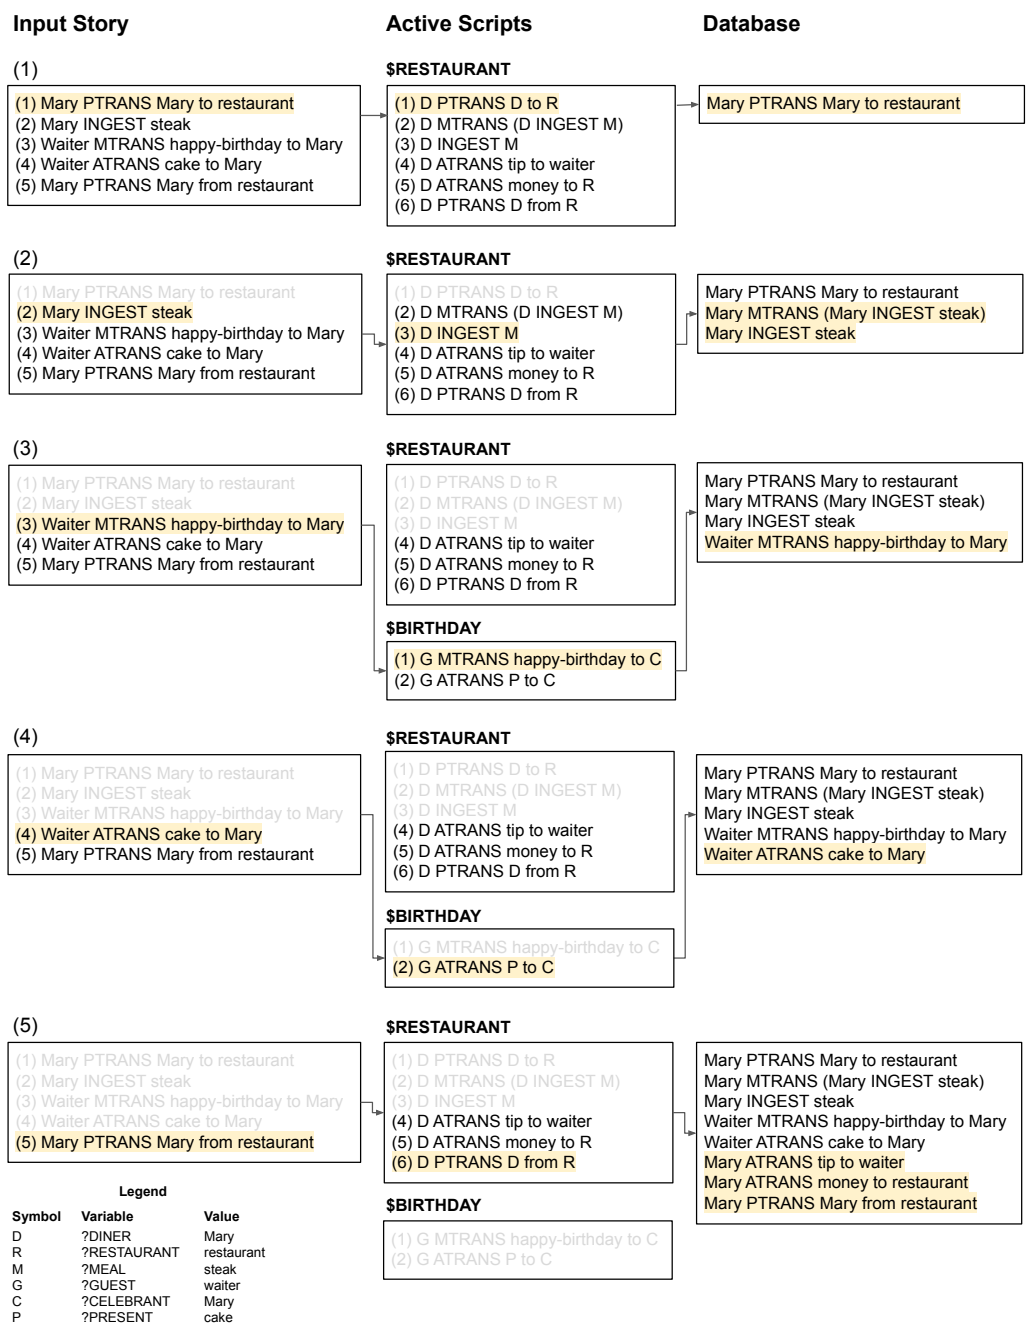 Input Story
Active Scripts
Database
(1)
$RESTAURANT
(1) Mary PTRANS Mary to restaurant
(2) Mary INGEST steak
(3) Waiter MTRANS happy-birthday to Mary
(4) Waiter ATRANS cake to Mary
(5) Mary PTRANS Mary from restaurant
(1) D PTRANS D to R
(2) D MTRANS (D INGEST M)
(3) D INGEST M
(4) D ATRANS tip to waiter
(5) D ATRANS money to R
(6) D PTRANS D from R
Mary PTRANS Mary to restaurant
(2)
$RESTAURANT
(1) Mary PTRANS Mary to restaurant
(2) Mary INGEST steak
(3) Waiter MTRANS happy-birthday to Mary
(4) Waiter ATRANS cake to Mary
(5) Mary PTRANS Mary from restaurant
(1) D PTRANS D to R
(2) D MTRANS (D INGEST M)
(3) D INGEST M
(4) D ATRANS tip to waiter
(5) D ATRANS money to R
(6) D PTRANS D from R
Mary PTRANS Mary to restaurant
Mary MTRANS (Mary INGEST steak)
Mary INGEST steak
(3)
$RESTAURANT
(1) Mary PTRANS Mary to restaurant
(2) Mary INGEST steak
(3) Waiter MTRANS happy-birthday to Mary
(4) Waiter ATRANS cake to Mary
(5) Mary PTRANS Mary from restaurant
(1) D PTRANS D to R
(2) D MTRANS (D INGEST M)
(3) D INGEST M
(4) D ATRANS tip to waiter
(5) D ATRANS money to R
(6) D PTRANS D from R
$BIRTHDAY
(1) G MTRANS happy-birthday to C
(2) G ATRANS P to C
Mary PTRANS Mary to restaurant
Mary MTRANS (Mary INGEST steak)
Mary INGEST steak
Waiter MTRANS happy-birthday to Mary
(4)
$RESTAURANT
(1) Mary PTRANS Mary to restaurant
(2) Mary INGEST steak
(3) Waiter MTRANS happy-birthday to Mary
(4) Waiter ATRANS cake to Mary
(5) Mary PTRANS Mary from restaurant
(1) D PTRANS D to R
(2) D MTRANS (D INGEST M)
(3) D INGEST M
(4) D ATRANS tip to waiter
(5) D ATRANS money to R
(6) D PTRANS D from R
$BIRTHDAY
(1) G MTRANS happy-birthday to C
(2) G ATRANS P to C
Mary PTRANS Mary to restaurant
Mary MTRANS (Mary INGEST steak)
Mary INGEST steak
Waiter MTRANS happy-birthday to Mary
Waiter ATRANS cake to Mary
(5)
$RESTAURANT
(1) Mary PTRANS Mary to restaurant
(2) Mary INGEST steak
(3) Waiter MTRANS happy-birthday to Mary
(4) Waiter ATRANS cake to Mary
(5) Mary PTRANS Mary from restaurant
(1) D PTRANS D to R
(2) D MTRANS (D INGEST M)
(3) D INGEST M
(4) D ATRANS tip to waiter
(5) D ATRANS money to R
(6) D PTRANS D from R
$BIRTHDAY
(1) G MTRANS happy-birthday to C
(2) G ATRANS P to C
Mary PTRANS Mary to restaurant
Mary MTRANS (Mary INGEST steak)
Mary INGEST steak
Waiter MTRANS happy-birthday to Mary
Waiter ATRANS cake to Mary
Mary ATRANS tip to waiter
Mary ATRANS money to restaurant
Mary PTRANS Mary from restaurant
Legend
Symbol Variable Value
D ?DINER Mary
R ?RESTAURANT restaurant
M ?MEAL steak
G ?GUEST waiter
C ?CELEBRANT Mary
P ?PRESENT cake